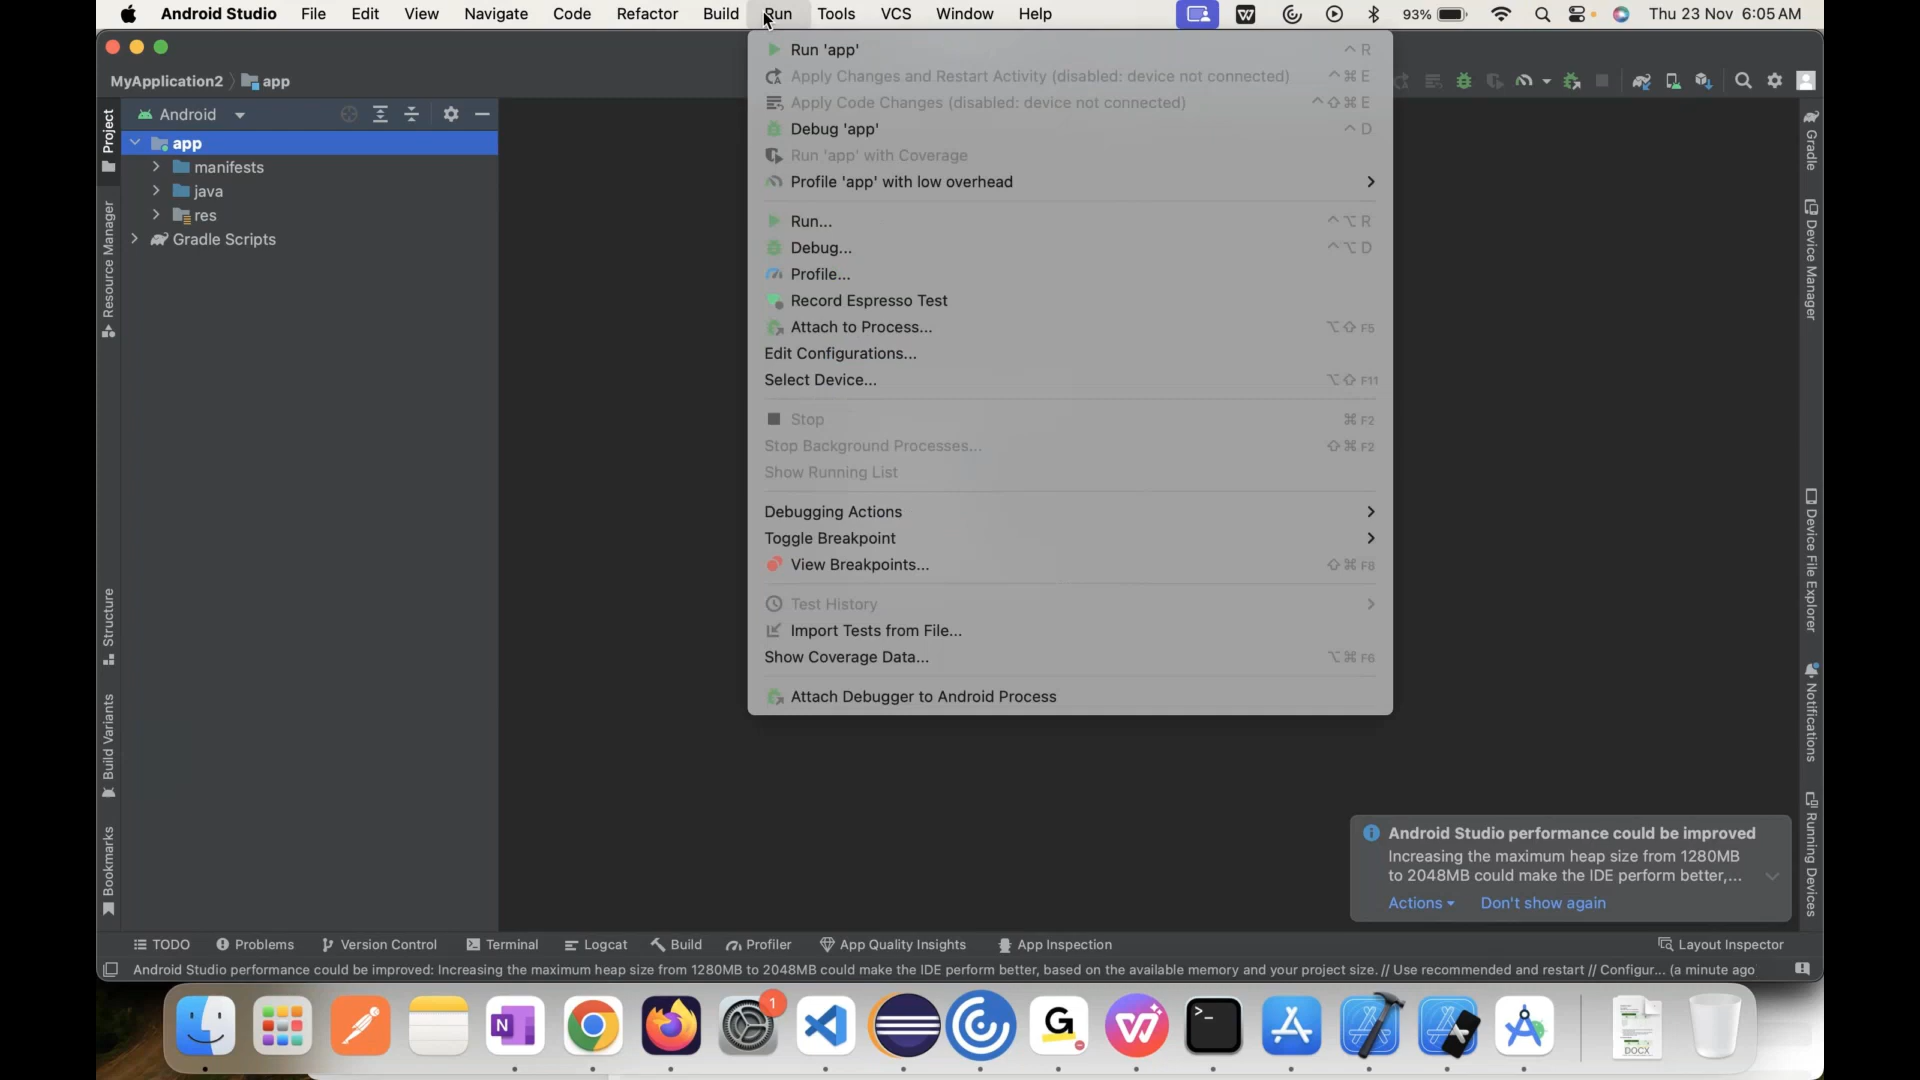 Android Studio File Edit View Navigate Code Refactor Build Run Tools VCS Window Help 93% Thu 23 Nov 6:05 AM
MyApplication2 app
Android
app
manifests
java
res
Gradle Scripts
Project
Resource Manager
Structure
Build Variants
Bookmarks
Run 'app' ^ R
Apply Changes and Restart Activity (disabled: device not connected) ^ ⌘ E
Apply Code Changes (disabled: device not connected) ^ ⇧ ⌘ E
Debug 'app' ^ D
Run 'app' with Coverage
Profile 'app' with low overhead
Run... ^ ⌥ R
Debug... ^ ⌥ D
Profile...
Record Espresso Test
Attach to Process... ⌥ ⇧ F5
Edit Configurations...
Select Device... ⌥ ⇧ F11
Stop ⌘ F2
Stop Background Processes... ⇧ ⌘ F2
Show Running List
Debugging Actions
Toggle Breakpoint
View Breakpoints... ⇧ ⌘ F8
Test History
Import Tests from File...
Show Coverage Data... ⌥ ⌘ F6
Attach Debugger to Android Process
Gradle
Device Manager
Device File Explorer
Notifications
Running Devices
Android Studio performance could be improved
Increasing the maximum heap size from 1280MB
to 2048MB could make the IDE perform better,...
Actions Don't show again
TODO Problems Version Control Terminal Logcat Build Profiler App Quality Insights App Inspection Layout Inspector
Android Studio performance could be improved: Increasing the maximum heap size from 1280MB to 2048MB could make the IDE perform better, based on the available memory and your project size. // Use recommended and restart // Configur... (a minute ago
1
N
G
DOCX